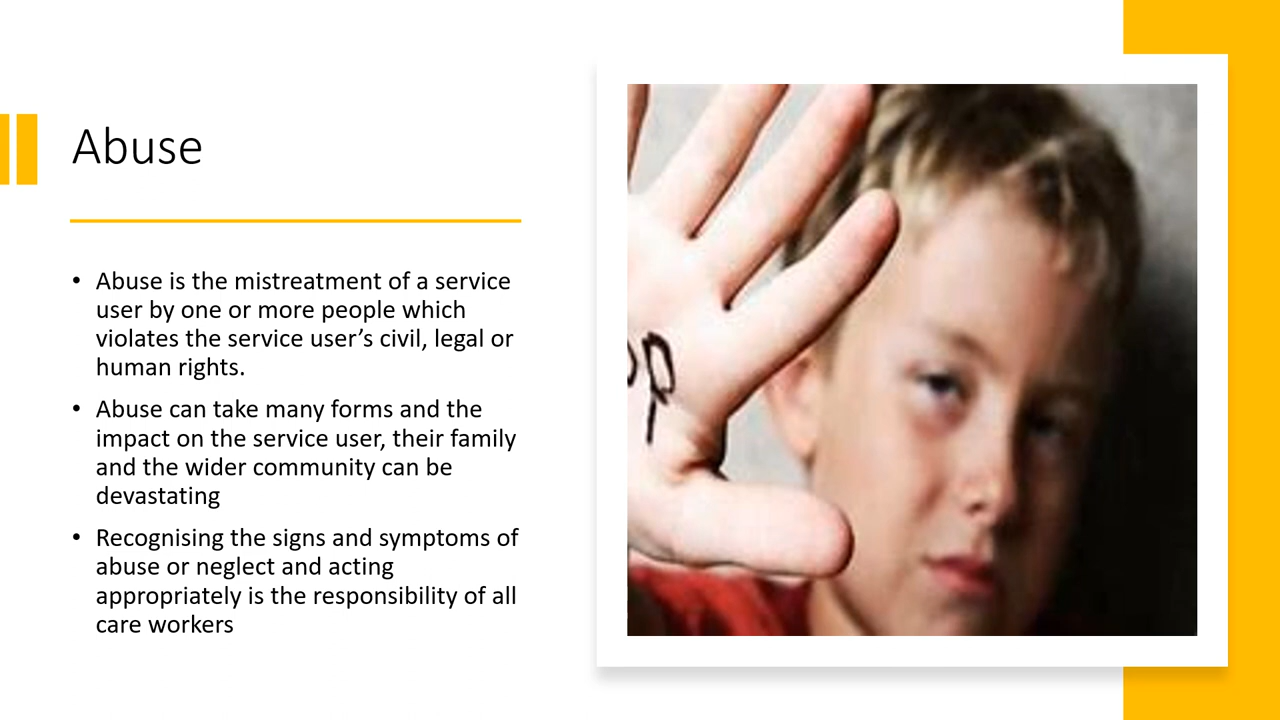 Abuse
• Abuse is the mistreatment of a service
user by one or more people which
violates the service user’s civil, legal or
human rights.
• Abuse can take many forms and the
impact on the service user, their family
and the wider community can be
devastating
• Recognising the signs and symptoms of
abuse or neglect and acting
appropriately is the responsibility of all
care workers